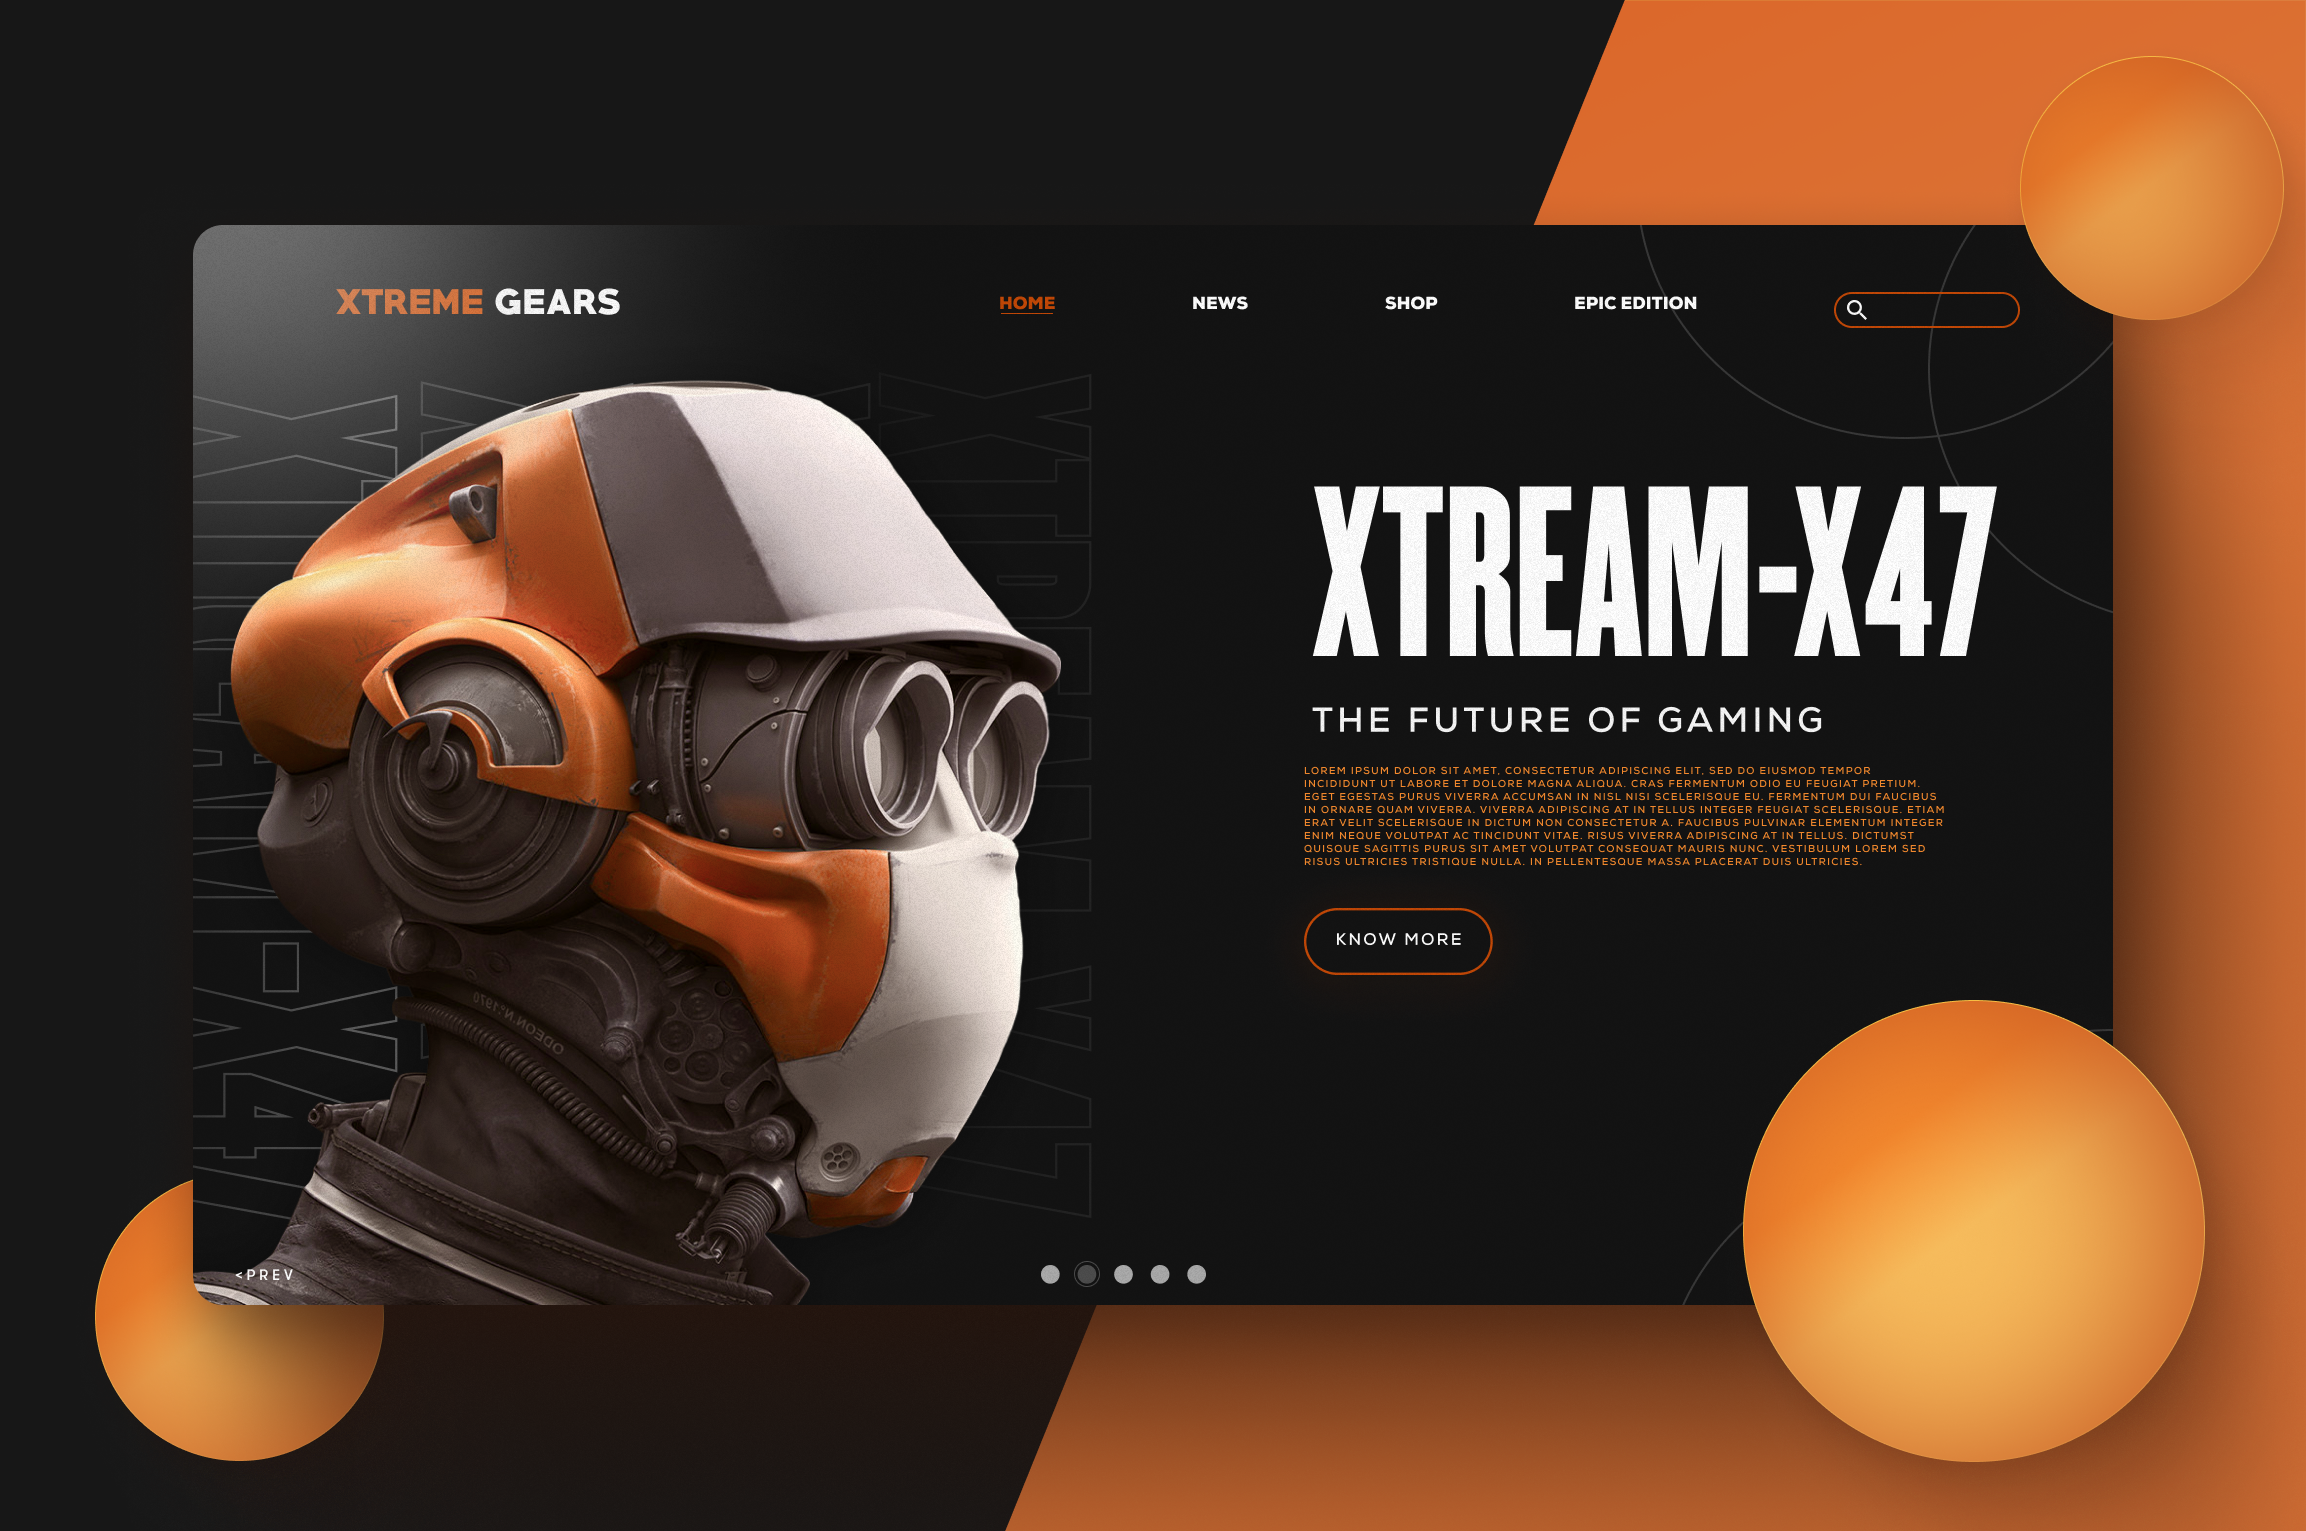 XTREME GEARS
HOME NEWS SHOP EPIC EDITION
XTREAM-X47
THE FUTURE OF GAMING
LOREM IPSUM DOLOR SIT AMET, CONSECTETUR ADIPISCING ELIT, SED DO EIUSMOD TEMPOR
INCIDIDUNT UT LABORE ET DOLORE MAGNA ALIQUA. CRAS FERMENTUM ODIO EU FEUGIAT PRETIUM.
EGET EGESTAS PURUS VIVERRA ACCUMSAN IN NISL NISI SCELERISQUE EU. FERMENTUM DUI FAUCIBUS
IN ORNARE QUAM VIVERRA. VIVERRA ADIPISCING AT IN TELLUS INTEGER FEUGIAT SCELERISQUE. ETIAM
ERAT VELIT SCELERISQUE IN DICTUM NON CONSECTETUR A. FAUCIBUS PULVINAR ELEMENTUM INTEGER
ENIM NEQUE VOLUTPAT AC TINCIDUNT VITAE. RISUS VIVERRA ADIPISCING AT IN TELLUS. DICTUMST
QUISQUE SAGITTIS PURUS SIT AMET VOLUTPAT CONSEQUAT MAURIS NUNC. VESTIBULUM LOREM SED
RISUS ULTRICIES TRISTIQUE NULLA. IN PELLENTESQUE MASSA PLACERAT DUIS ULTRICIES.
KNOW MORE
ODEON.N°:1970
<PREV